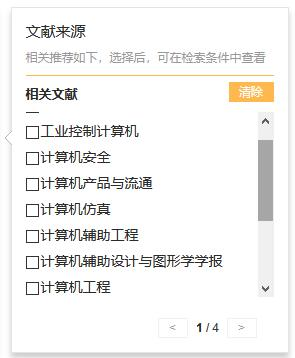 文献来源
相关推荐如下，选择后，可在检索条件中查看
相关文献 清除
工业控制计算机
计算机安全
计算机产品与流通
计算机仿真
计算机辅助工程
计算机辅助设计与图形学学报
计算机工程
< 1 / 4 >